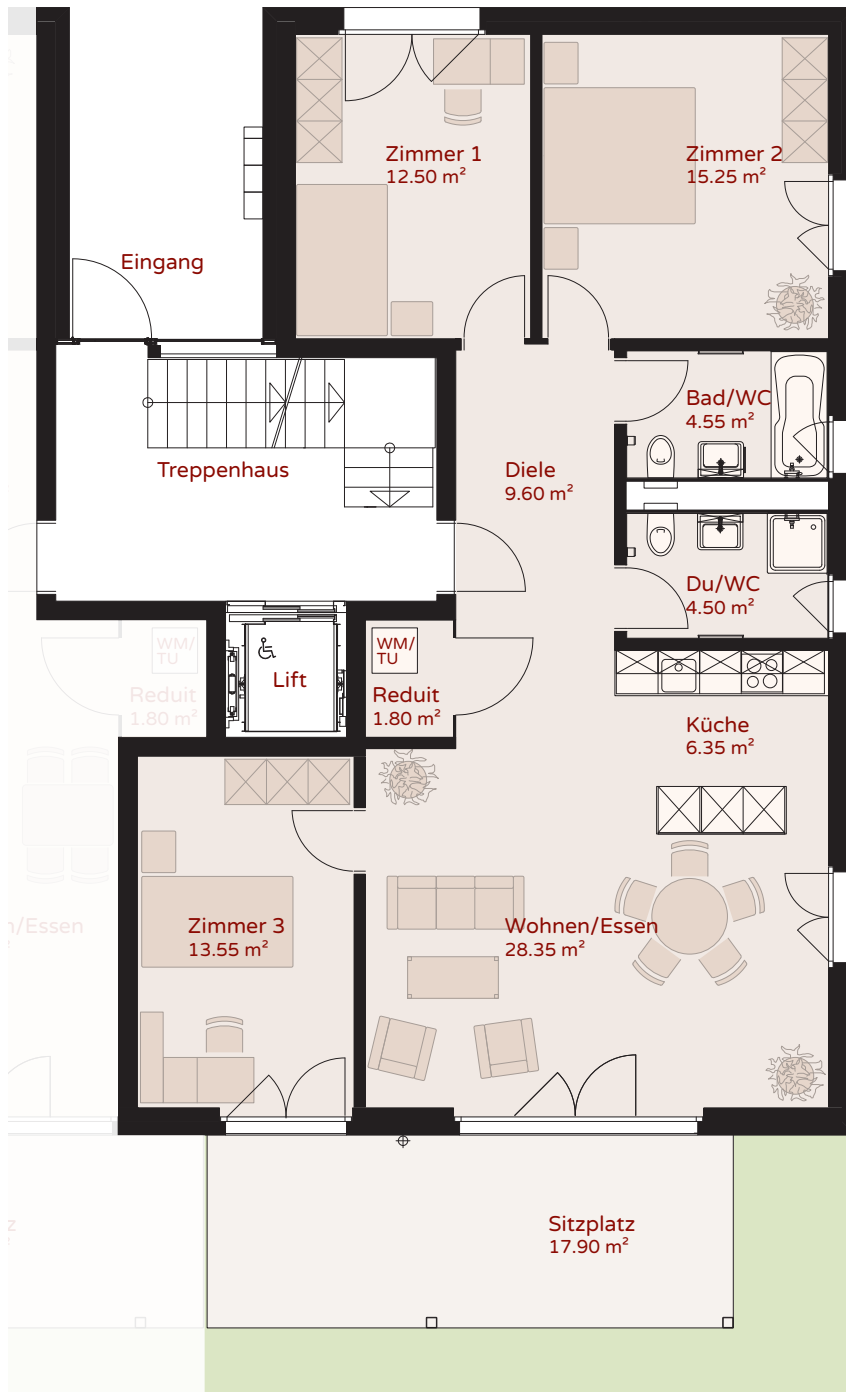 Zimmer 1
12.50 m²
Zimmer 2
15.25 m²
Eingang
Bad/WC
4.55 m²
Treppenhaus
Diele
9.60 m²
Du/WC
4.50 m²
WM/
TU
Reduit
1.80 m²
Lift
WM/
TU
Reduit
1.80 m²
Küche
6.35 m²
n/Essen
Zimmer 3
13.55 m²
Wohnen/Essen
28.35 m²
Sitzplatz
17.90 m²